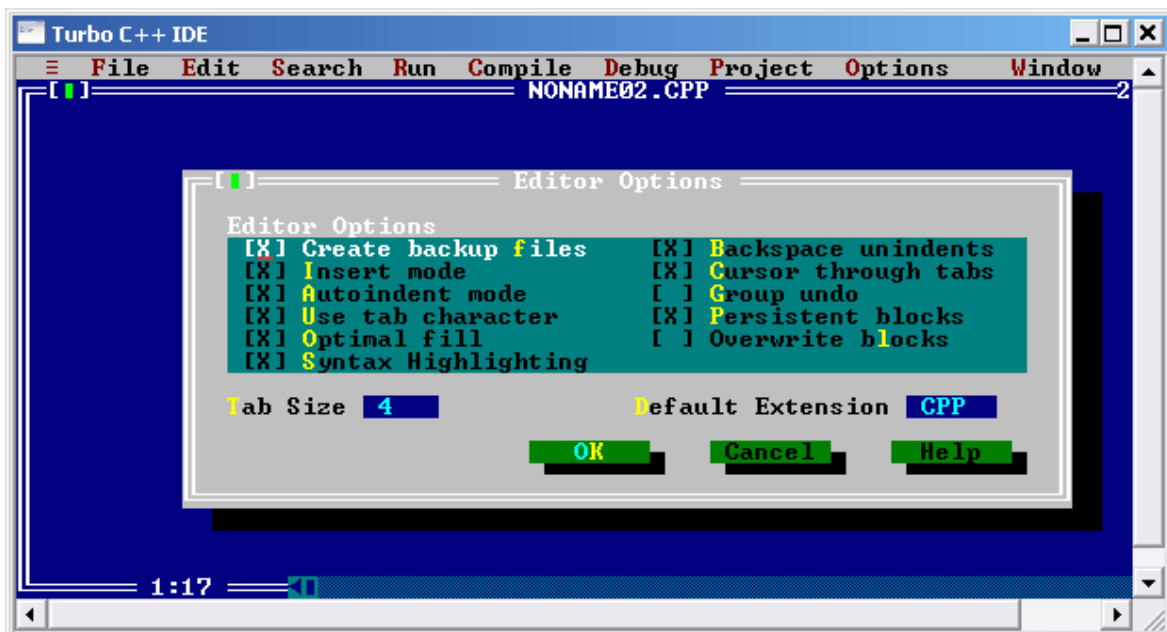 Turbo C++ IDE
≡ File Edit Search Run Compile Debug Project Options Window
[▮] NONAME02.CPP 2
[▮] Editor Options
Editor Options
[X] Create backup files [X] Backspace unindents
[X] Insert mode [X] Cursor through tabs
[X] Autoindent mode [ ] Group undo
[X] Use tab character [X] Persistent blocks
[X] Optimal fill [ ] Overwrite blocks
[X] Syntax Highlighting
Tab Size 4 Default Extension CPP
OK Cancel Help
1:17